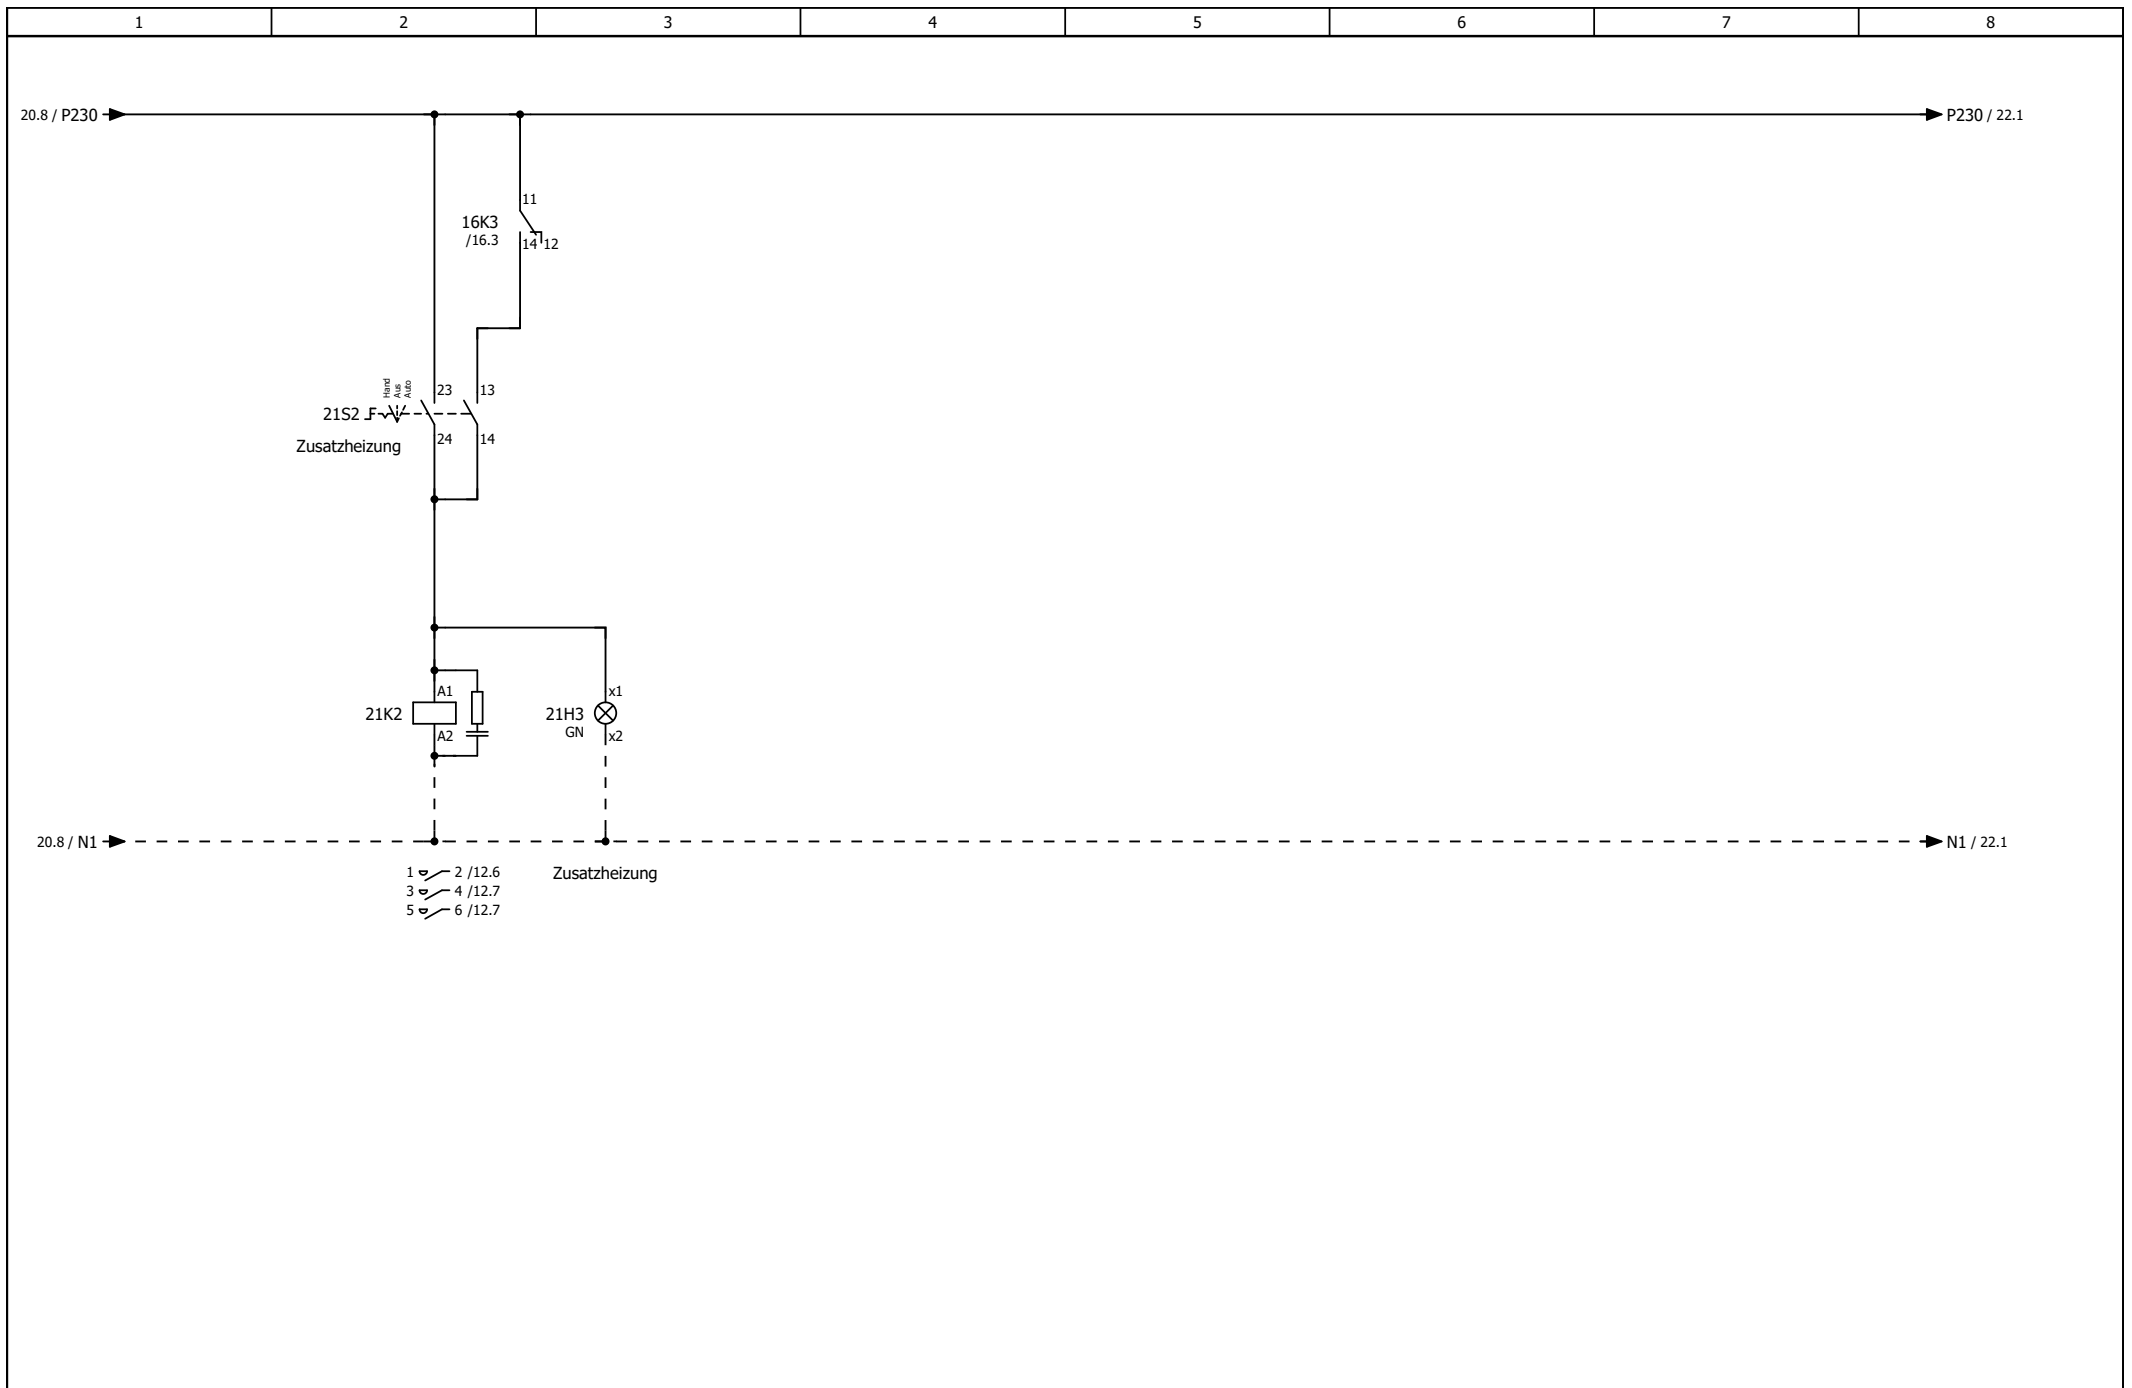 1 2 3 4 5 6 7 8
20.8 / P230
P230 / 22.1
11
16K3
/16.3
14 12
Hand
Aus
Auto
23 13
21S2
24 14
Zusatzheizung
A1 x1
21K2
21H3
GN
A2 x2
20.8 / N1
N1 / 22.1
1 2 /12.6
3 4 /12.7
5 6 /12.7
Zusatzheizung